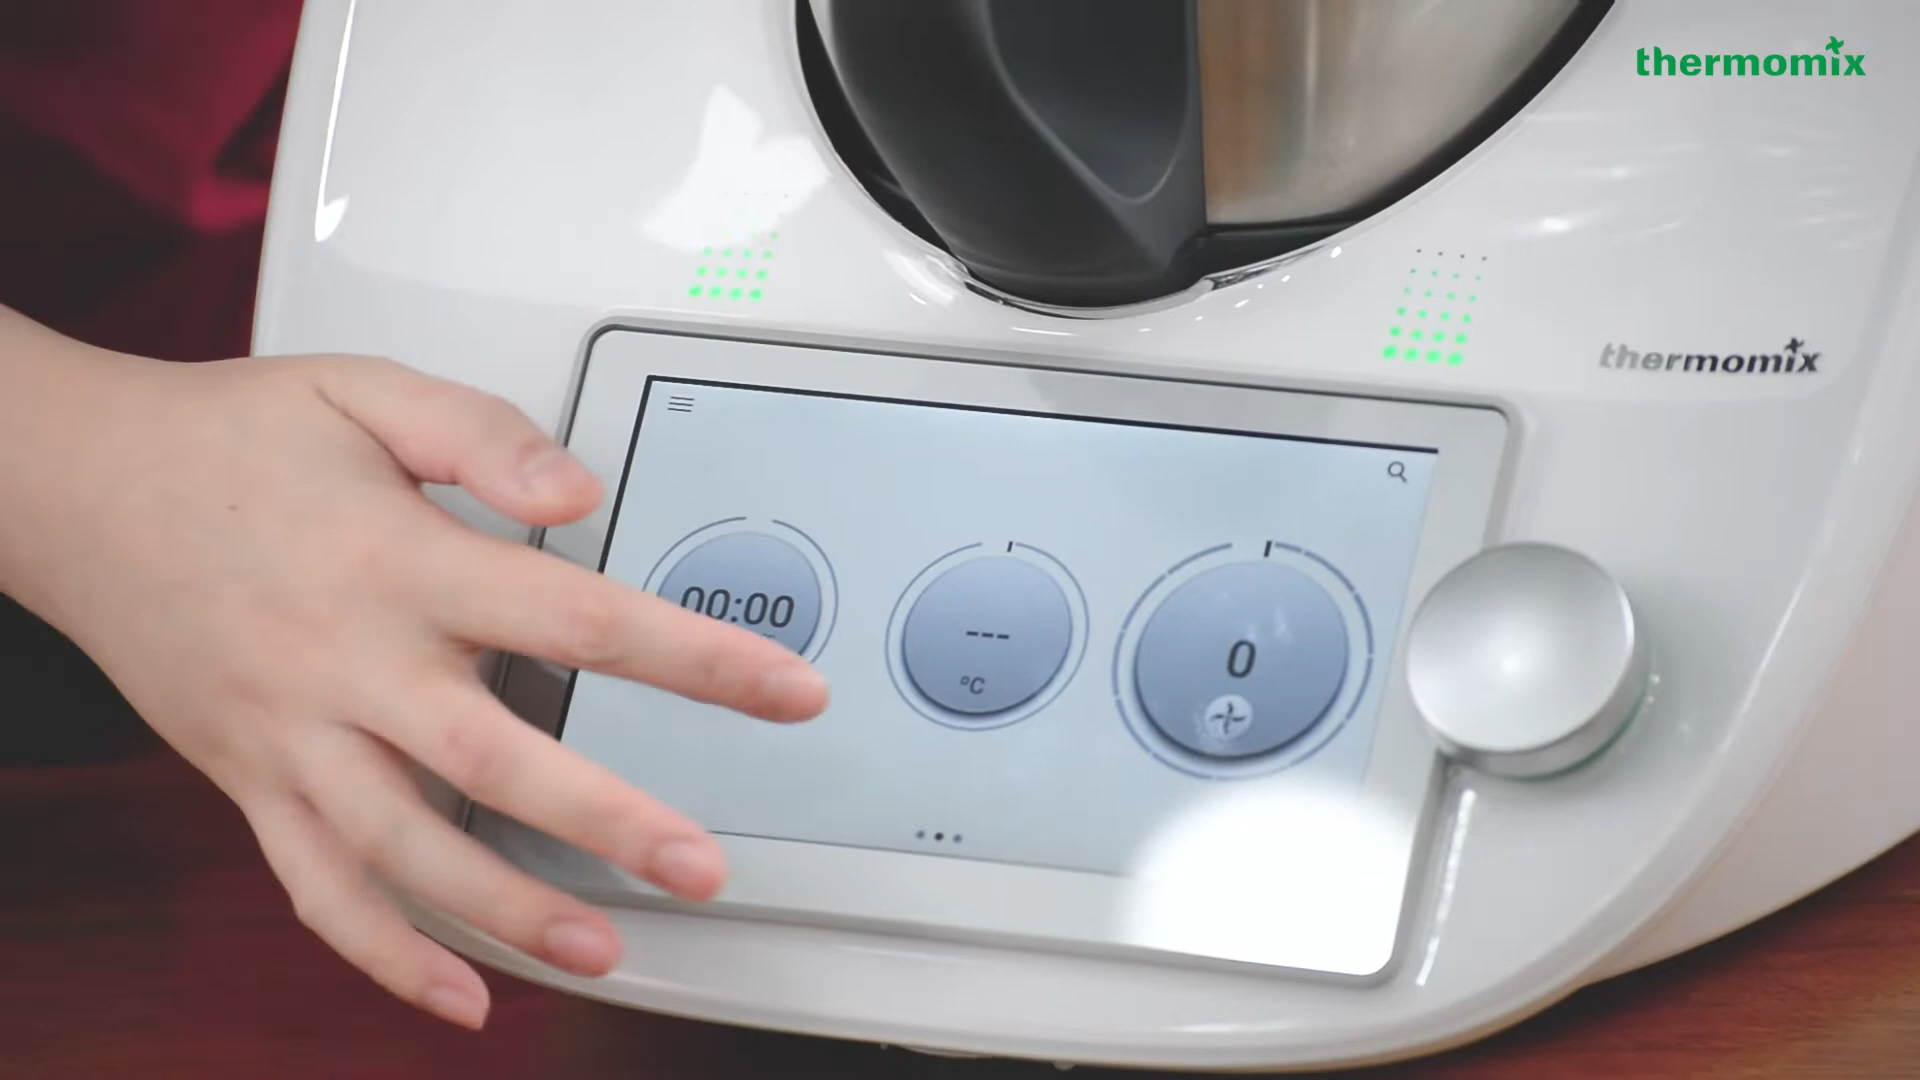 thermomix
thermomix
00:00
---
°C
0